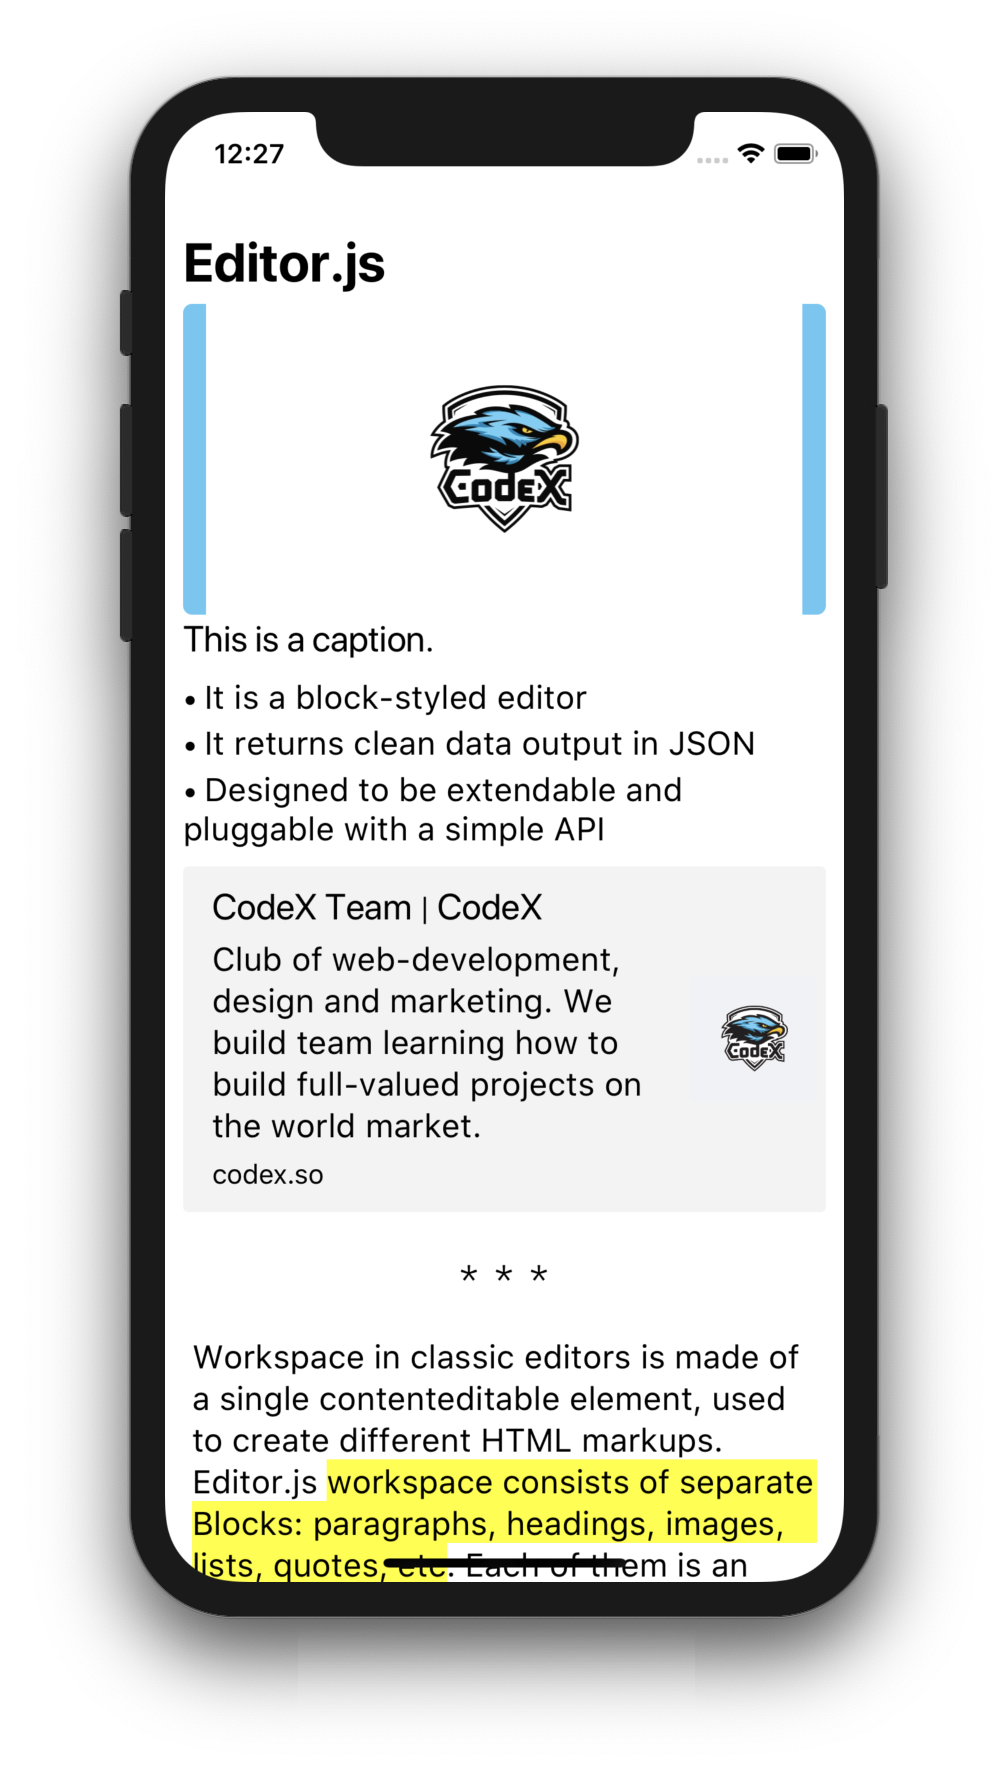 12:27
Editor.js
CodeX
This is a caption.
• It is a block-styled editor
• It returns clean data output in JSON
• Designed to be extendable and
pluggable with a simple API
CodeX Team | CodeX
Club of web-development,
design and marketing. We
build team learning how to
build full-valued projects on
the world market.
CodeX
codex.so
* * *
Workspace in classic editors is made of
a single contenteditable element, used
to create different HTML markups.
Editor.js workspace consists of separate
Blocks: paragraphs, headings, images,
lists, quotes, etc. Each of them is an